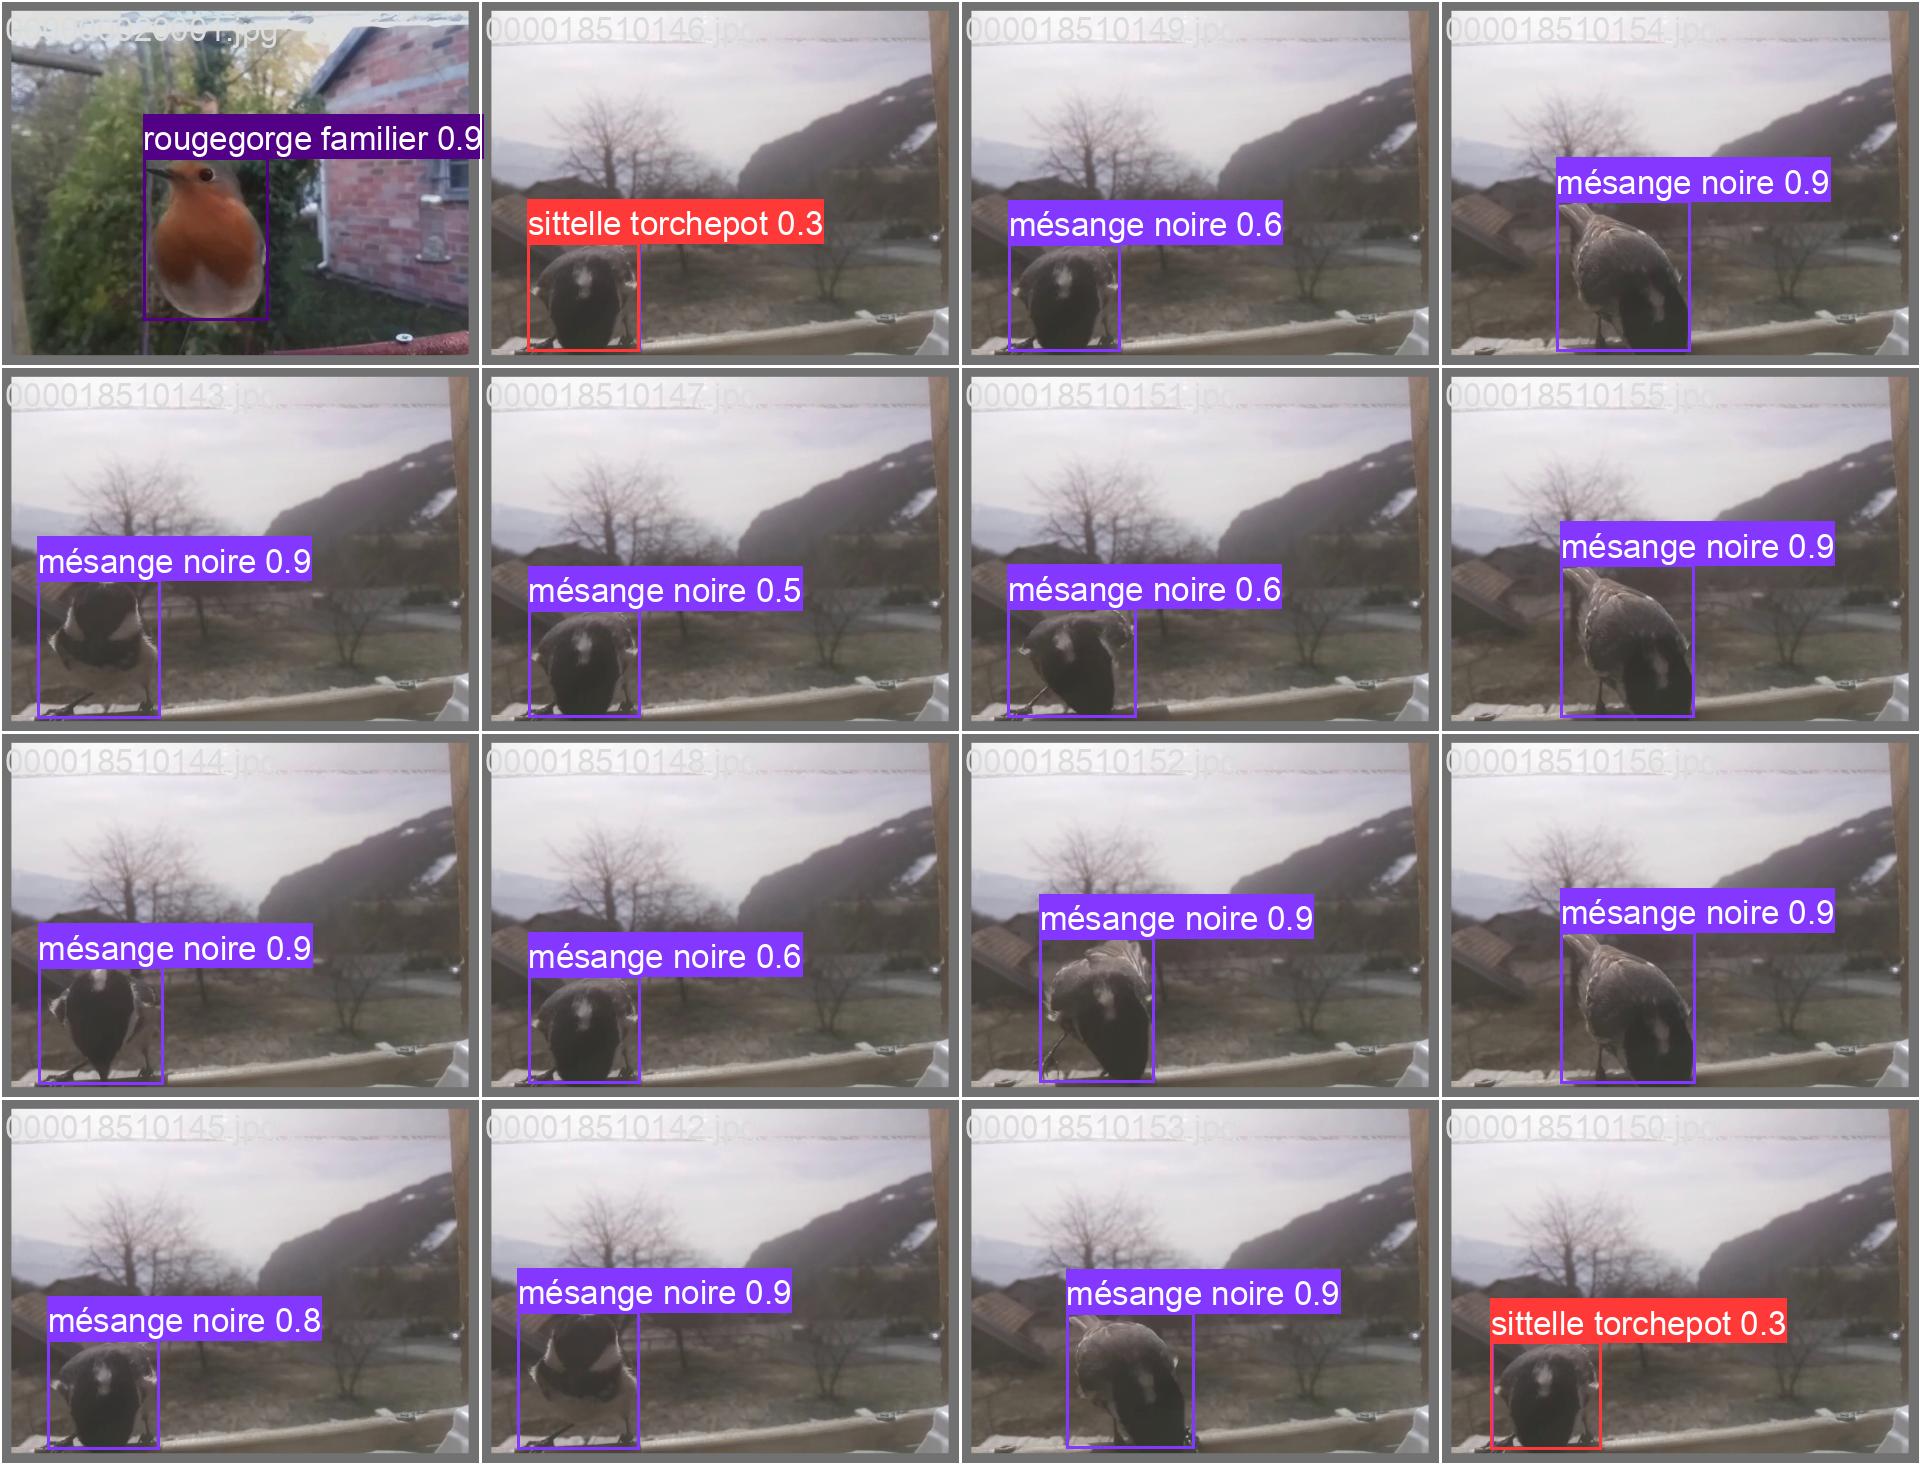 000018510146.jpg
000018510149.jpg
000018510154.jpg
rougegorge familier 0.9
sittelle torchepot 0.3
mésange noire 0.6
mésange noire 0.9
000018510143.jpg
000018510147.jpg
000018510151.jpg
000018510155.jpg
mésange noire 0.9
mésange noire 0.5
mésange noire 0.6
mésange noire 0.9
000018510144.jpg
000018510148.jpg
000018510152.jpg
000018510156.jpg
mésange noire 0.9
mésange noire 0.6
mésange noire 0.9
mésange noire 0.9
000018510145.jpg
000018510142.jpg
000018510153.jpg
000018510150.jpg
mésange noire 0.8
mésange noire 0.9
mésange noire 0.9
sittelle torchepot 0.3